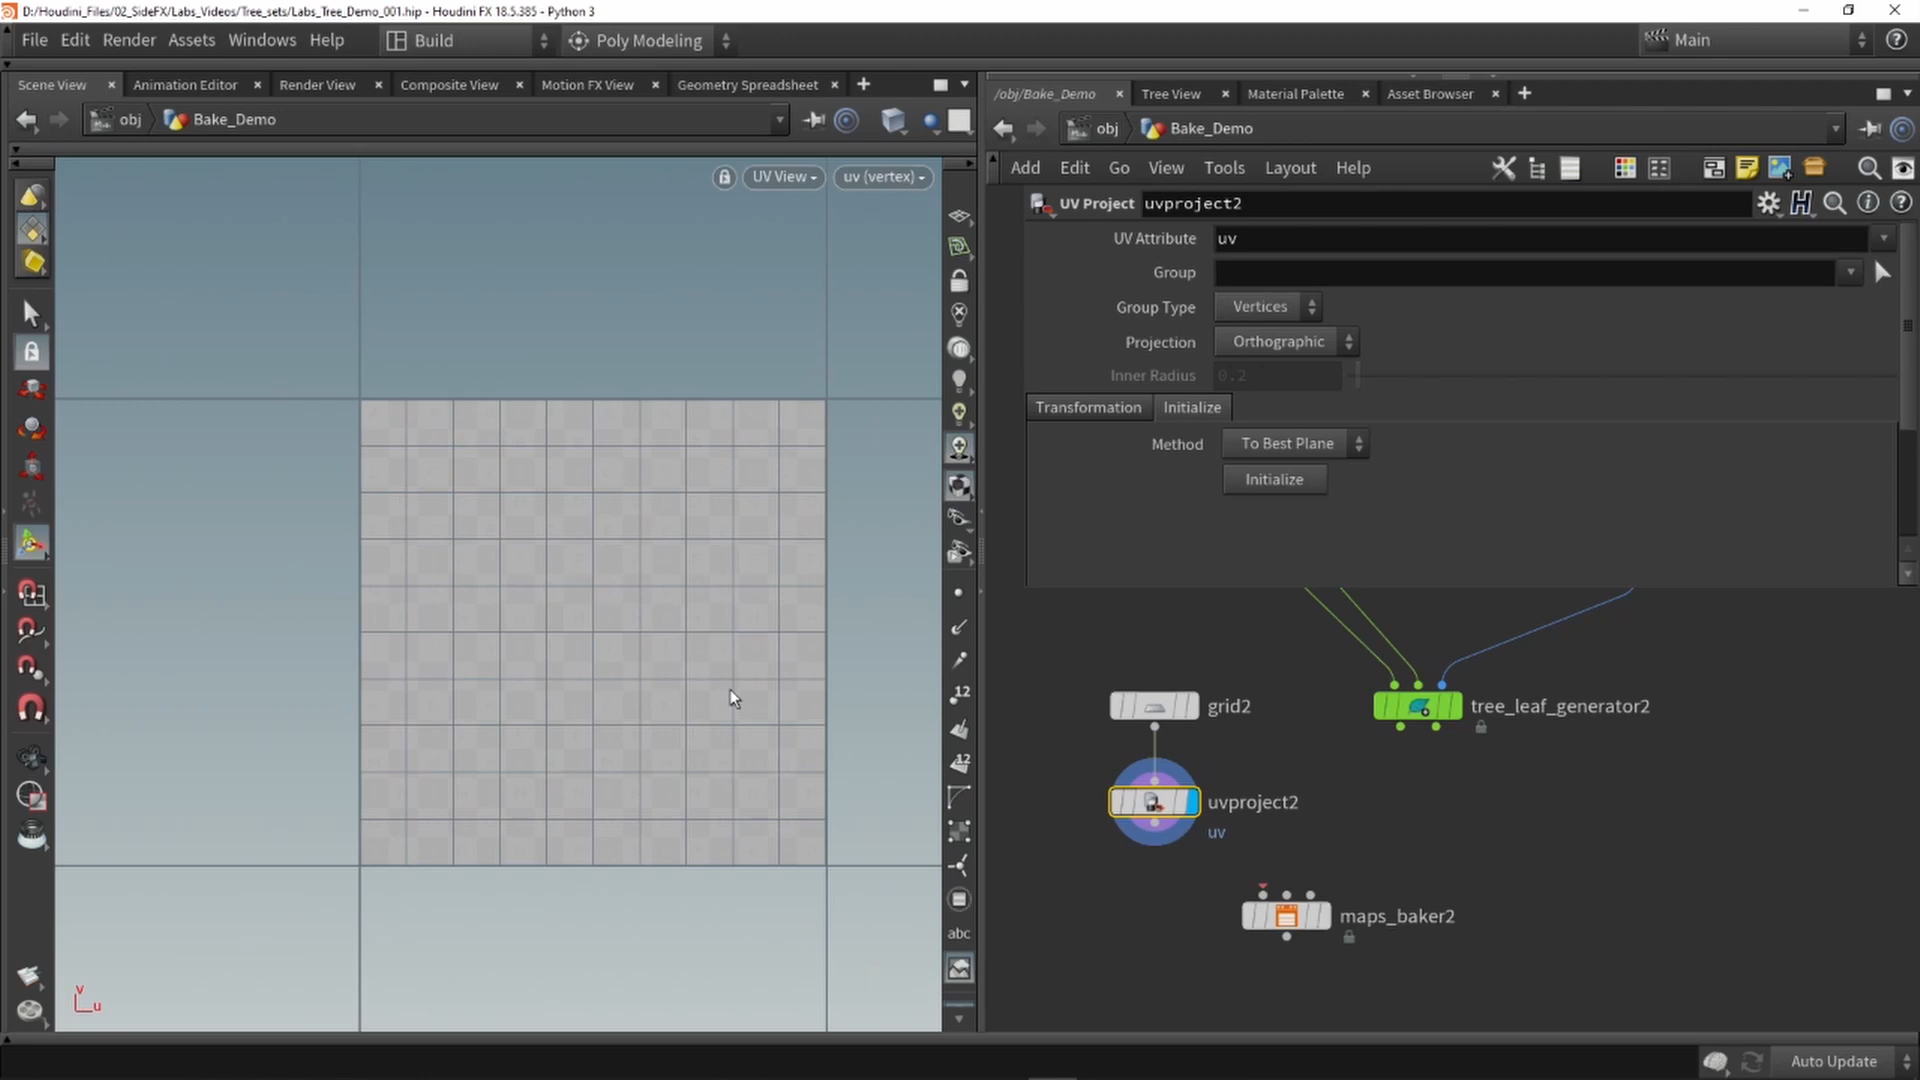 D:/Houdini_Files/02_SideFX/Labs_Videos/Tree_sets/Labs_Tree_Demo_001.hip - Houdini FX 18.5.385 - Python 3
File Edit Render Assets Windows Help Build Poly Modeling Main
Scene View Animation Editor Render View Composite View Motion FX View Geometry Spreadsheet
obj Bake_Demo
UV View uv (vertex)
12
12
abc
v
u
/obj/Bake_Demo Tree View Material Palette Asset Browser
obj Bake_Demo
Add Edit Go View Tools Layout Help
UV Project uvproject2
UV Attribute uv
Group
Group Type Vertices
Projection Orthographic
Inner Radius 0.2
Transformation Initialize
Method To Best Plane
Initialize
grid2 tree_leaf_generator2
uvproject2
uv
maps_baker2
Auto Update